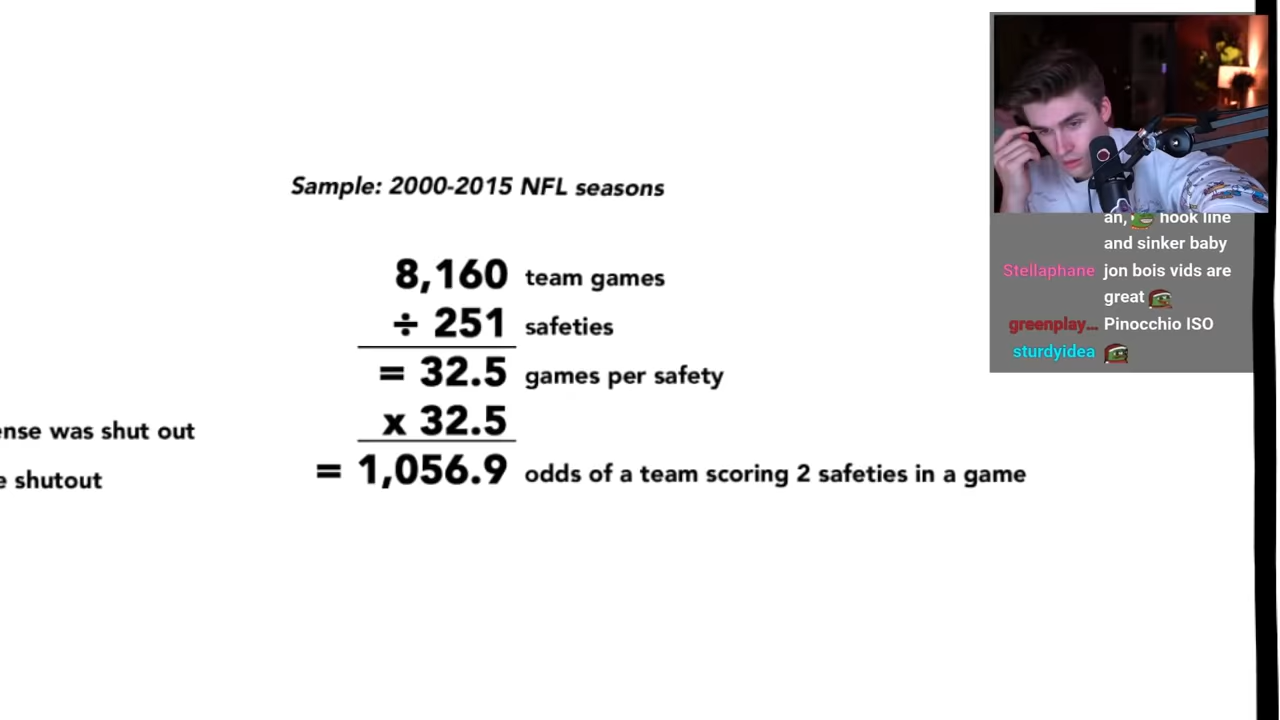 Sample: 2000-2015 NFL seasons
8,160 team games
÷ 251 safeties
= 32.5 games per safety
x 32.5
= 1,056.9 odds of a team scoring 2 safeties in a game
ense was shut out
e shutout
an, hook line
and sinker baby
Stellaphane jon bois vids are
great
greenplay... Pinocchio ISO
sturdyidea